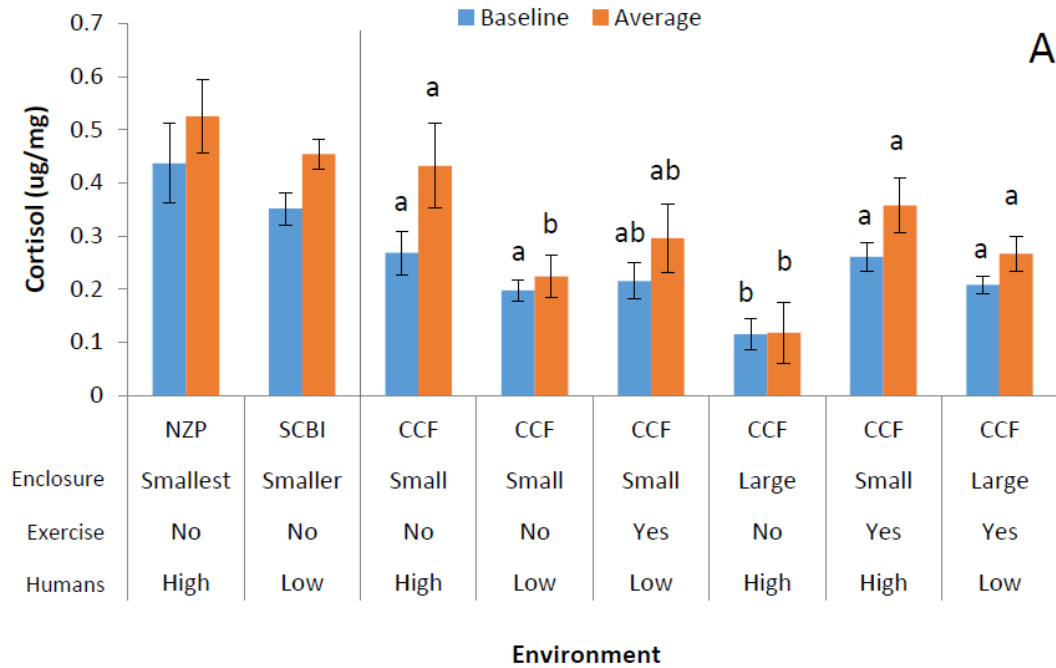 Baseline Average
A
0.7
0.6
0.5
0.4
0.3
0.2
0.1
0
Cortisol (ug/mg)
a a a b ab ab b b a a a a
NZP SCBI CCF CCF CCF CCF CCF CCF
Enclosure Smallest Smaller Small Small Small Large Small Large
Exercise No No No No Yes No Yes Yes
Humans High Low High Low Low High High Low
Environment